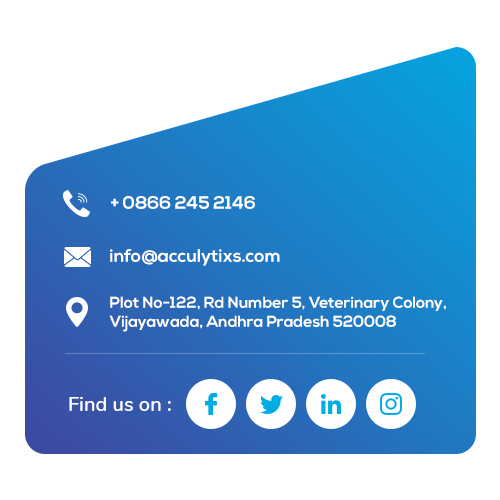 + 0866 245 2146
info@acculytixs.com
Plot No-122, Rd Number 5, Veterinary Colony,
Vijayawada, Andhra Pradesh 520008
Find us on :